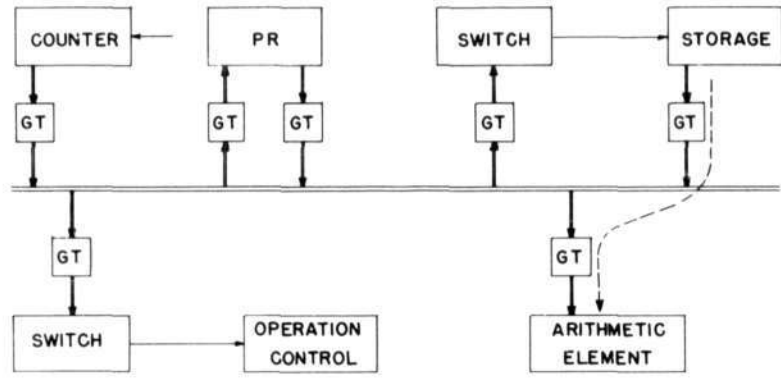 COUNTER
PR
SWITCH
STORAGE
GT
GT
GT
GT
GT
GT
GT
SWITCH
OPERATION
CONTROL
ARITHMETIC
ELEMENT